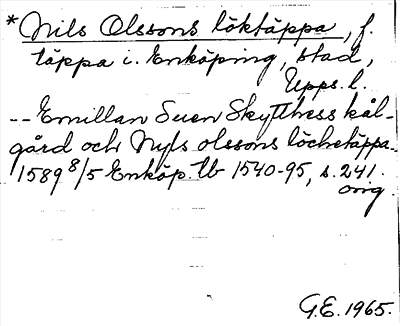 *Nils Olssons löktäppa, f.
täppa i. Enköping, stad,
Upps. l.
-- Emillan Suen Skytthess kål-
gård och Nyls olssons löchetäppa.
1589 8/5 Enköp. tb 1540-95, s. 241.
orig.
G.E. 1965.